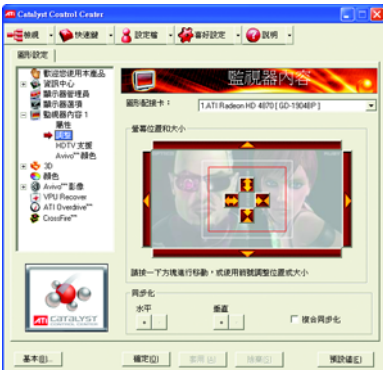 Catalyst Control Center
檢視
快速鍵
設定檔
喜好設定
說明
圖形設定
歡迎您使用本產品
資訊中心
顯示器管理員
顯示器選項
監視器內容 1
屬性
調整
HDTV 支援
Avivo™ 顏色
3D
顏色
Avivo™ 影像
VPU Recover
ATI Overdrive™
CrossFire™
監視器內容
圖形配接卡：
1.ATI Radeon HD 4870 [ GD-1904BP ]
螢幕位置和大小
請按一下方塊進行移動，或使用箭號調整位置或大小
同步化
水平
垂直
複合同步化
ATI CATALYST
基本(B)...
確定(O)
套用(A)
捨棄(S)
預設值(E)